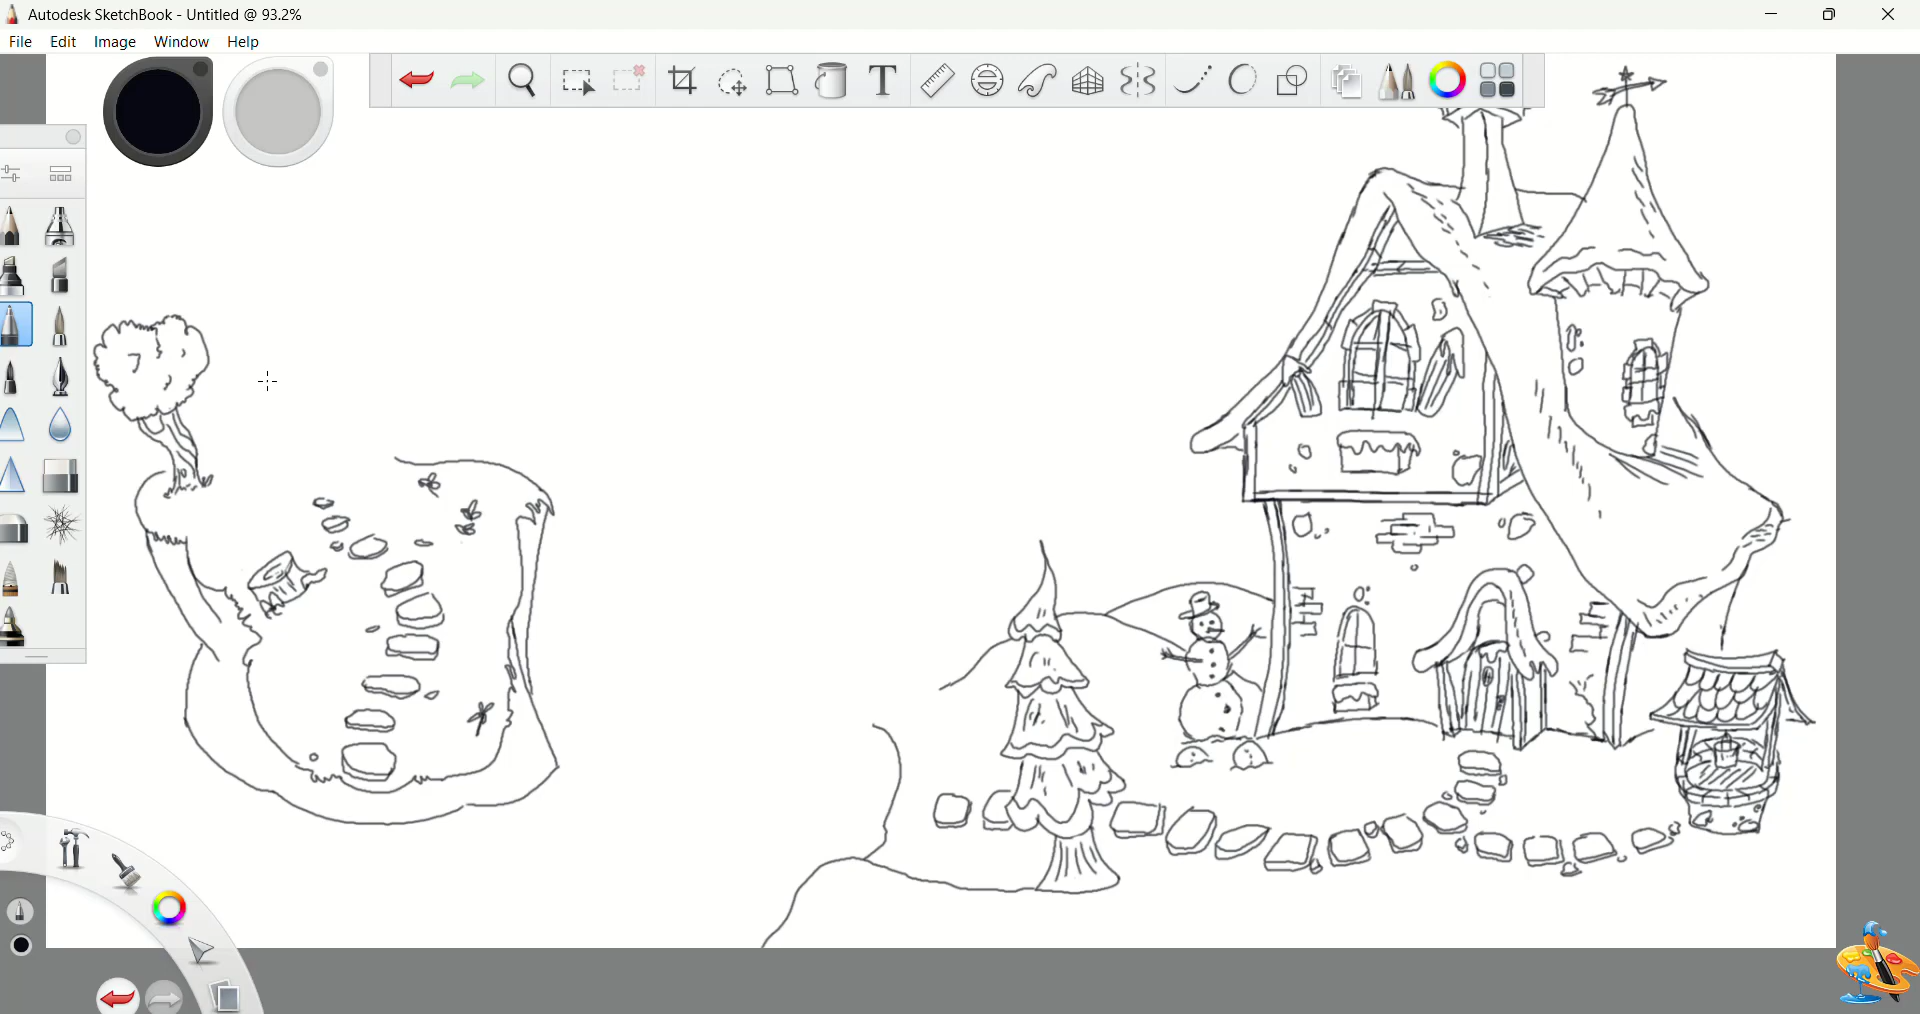 Autodesk SketchBook - Untitled @ 93.2%
File Edit Image Window Help
T